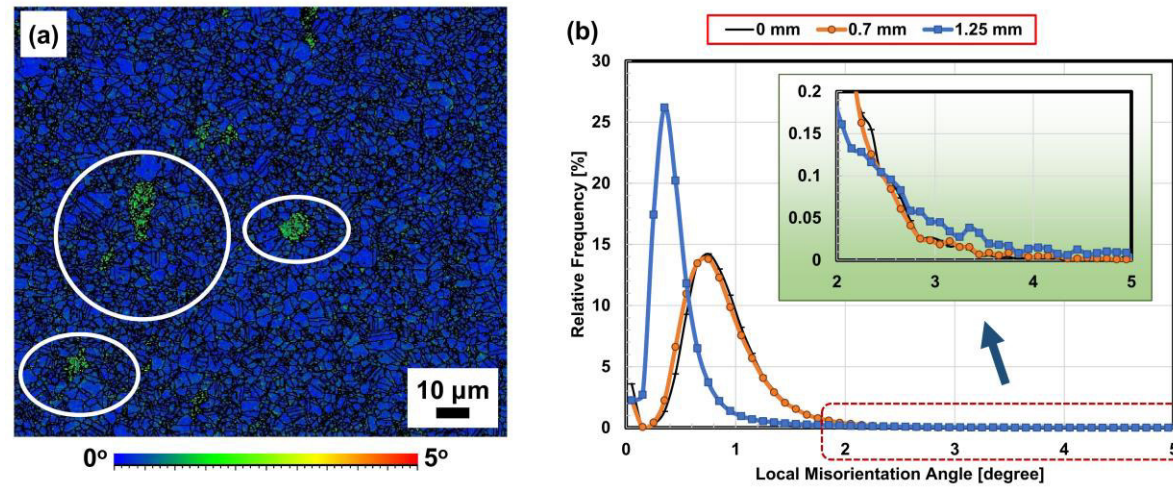 (a)
10 µm
0º
5º
(b)
0 mm
0.7 mm
1.25 mm
30
25
20
15
10
5
0
Relative Frequency [%]
0
1
2
3
4
5
Local Misorientation Angle [degree]
0.2
0.15
0.1
0.05
0
2
3
4
5